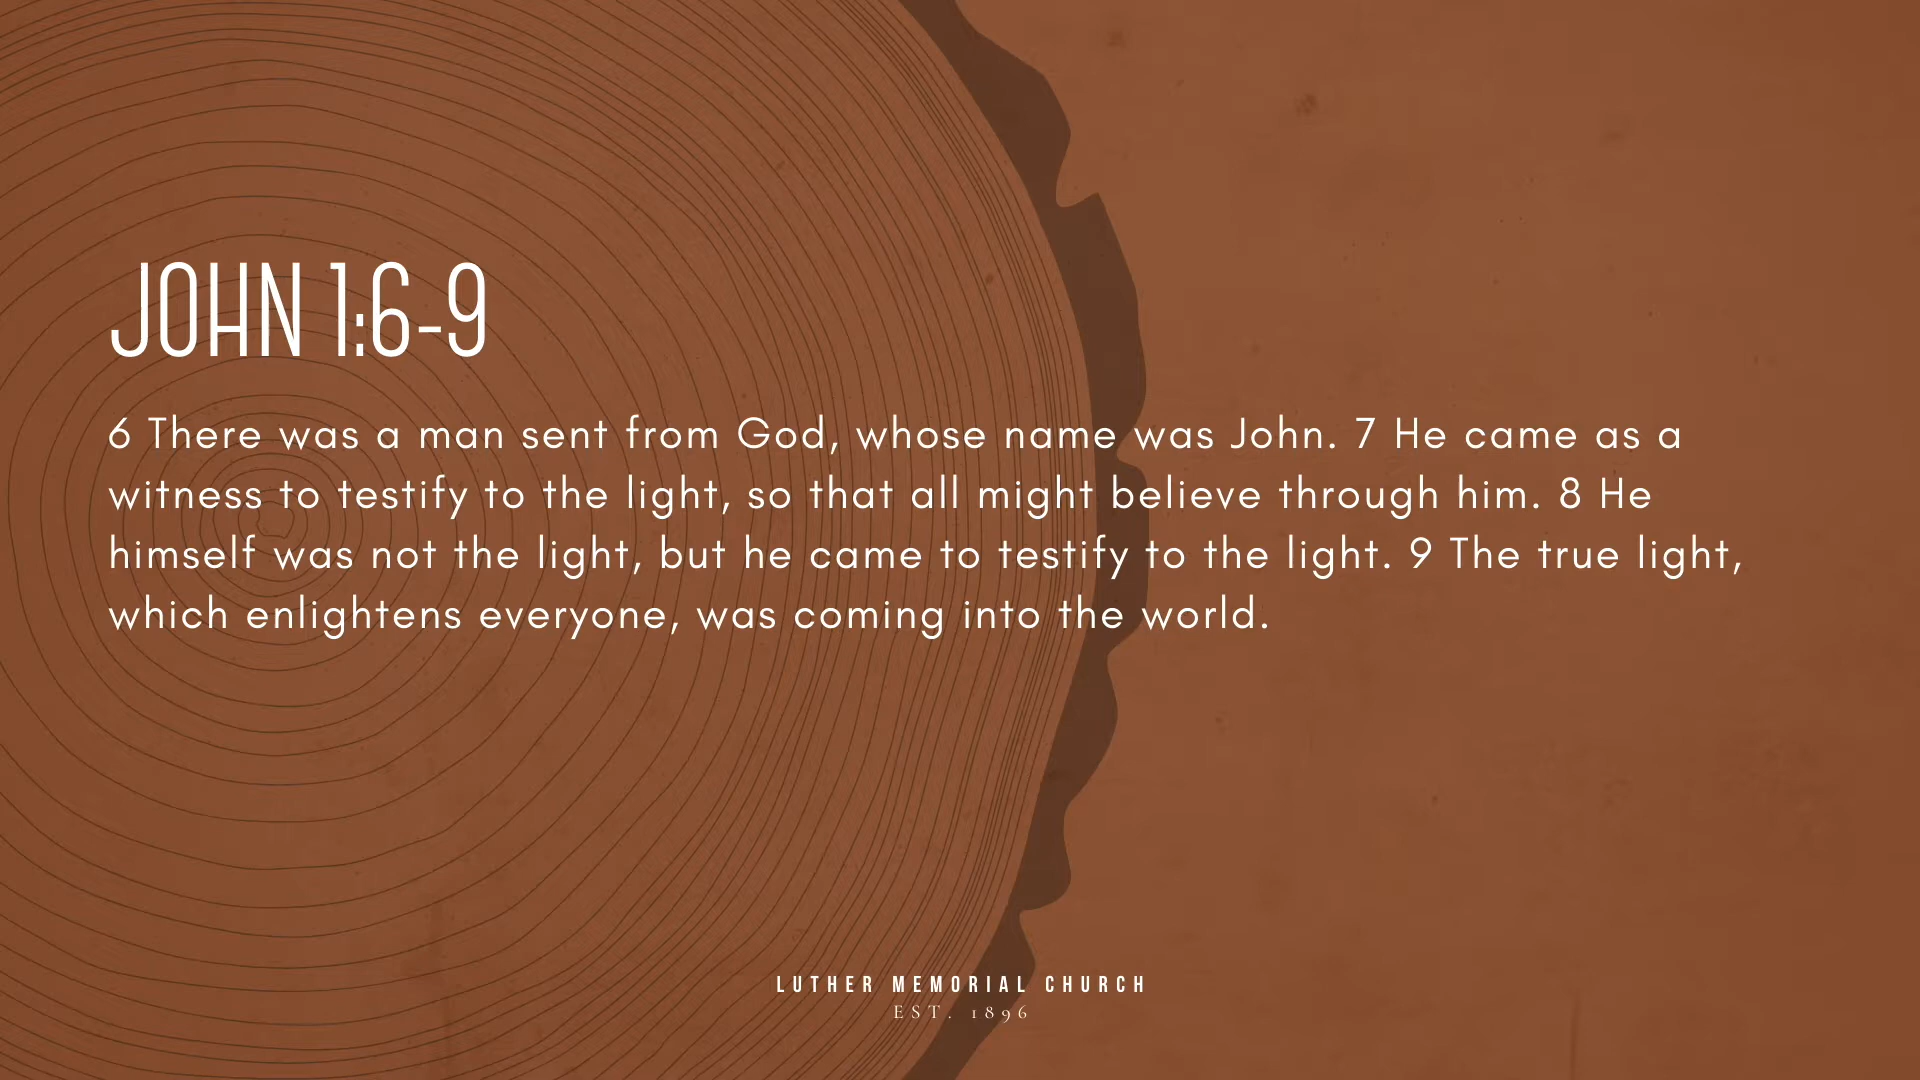 JOHN 1:6-9
6 There was a man sent from God, whose name was John. 7 He came as a
witness to testify to the light, so that all might believe through him. 8 He
himself was not the light, but he came to testify to the light. 9 The true light,
which enlightens everyone, was coming into the world.
LUTHER MEMORIAL CHURCH
EST. 1896